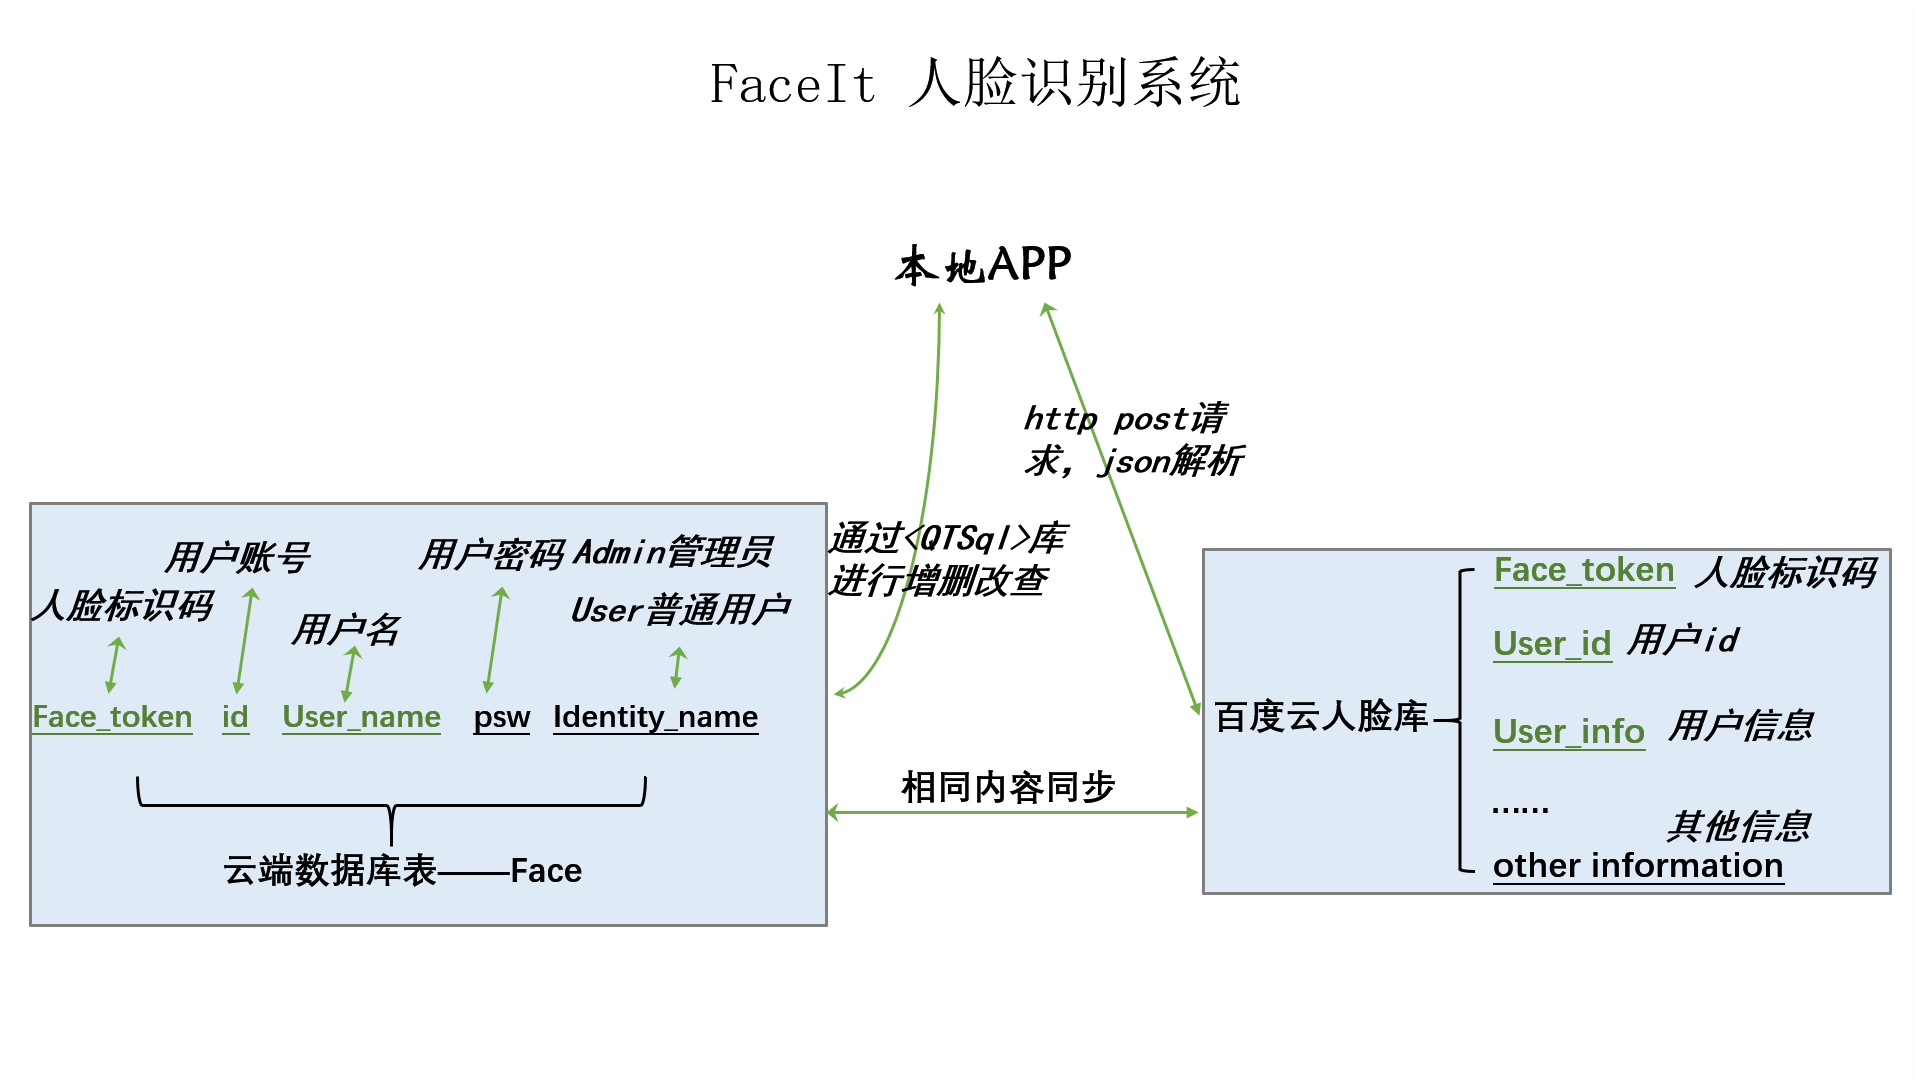 FaceIt 人脸识别系统
本地APP
http post请
求，json解析
通过<QTSql>库
进行增删改查
用户账号
用户密码
Admin管理员
人脸标识码
用户名
User普通用户
Face_token
id
User_name
psw
Identity_name
云端数据库表——Face
相同内容同步
百度云人脸库
Face_token 人脸标识码
User_id 用户id
User_info 用户信息
……
其他信息
other information